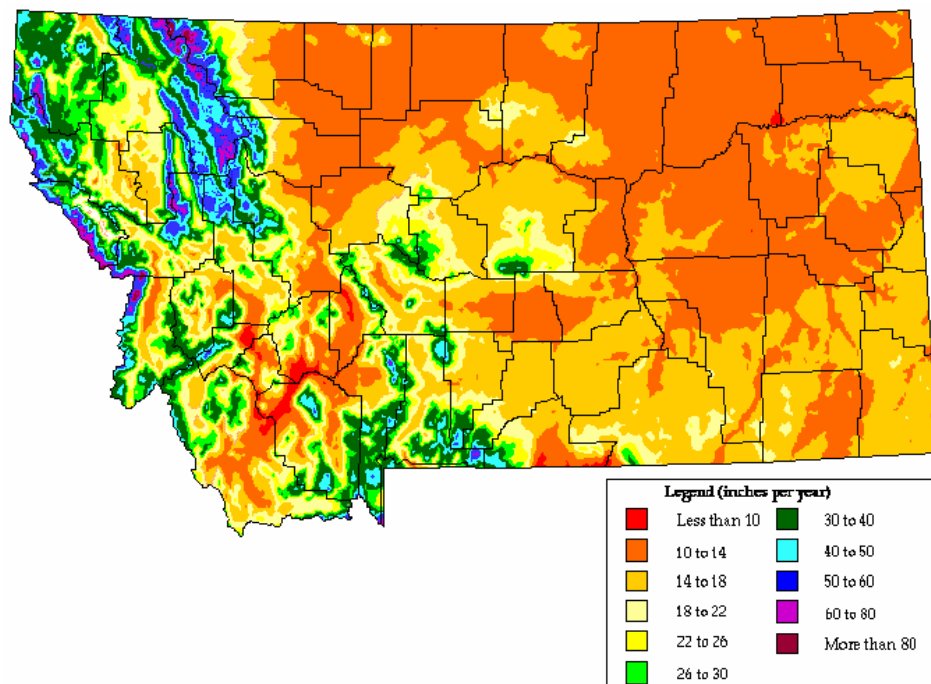 Legend (inches per year)
Less than 10
10 to 14
14 to 18
18 to 22
22 to 26
26 to 30
30 to 40
40 to 50
50 to 60
60 to 80
More than 80